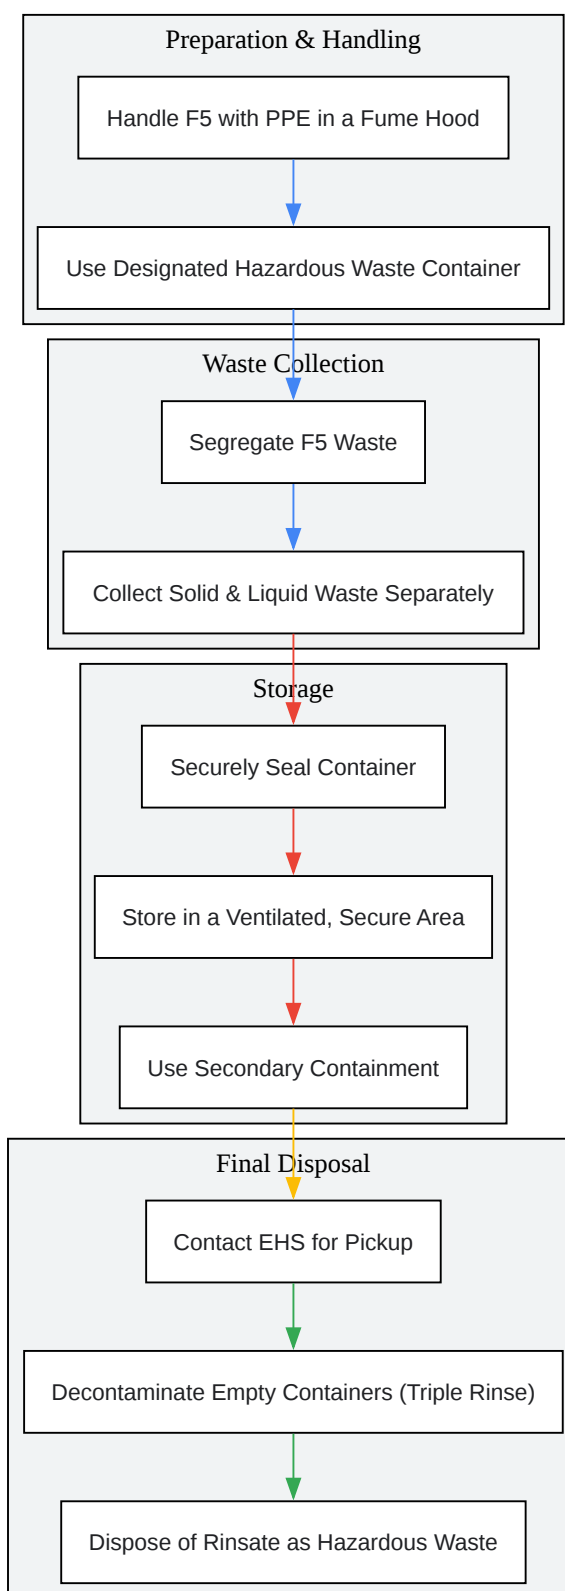 Preparation & Handling
Handle F5 with PPE in a Fume Hood
Use Designated Hazardous Waste Container
Waste Collection
Segregate F5 Waste
Collect Solid & Liquid Waste Separately
Storage
Securely Seal Container
Store in a Ventilated, Secure Area
Use Secondary Containment
Final Disposal
Contact EHS for Pickup
Decontaminate Empty Containers (Triple Rinse)
Dispose of Rinsate as Hazardous Waste